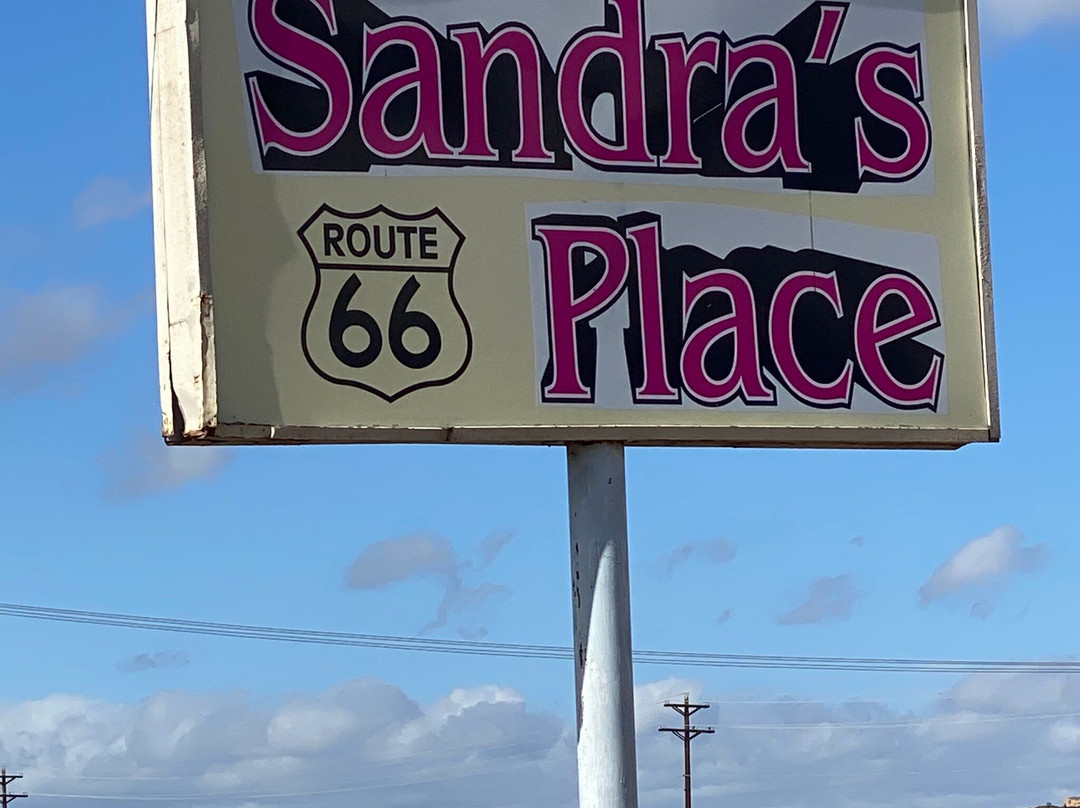 Sandra's
ROUTE
66
Place